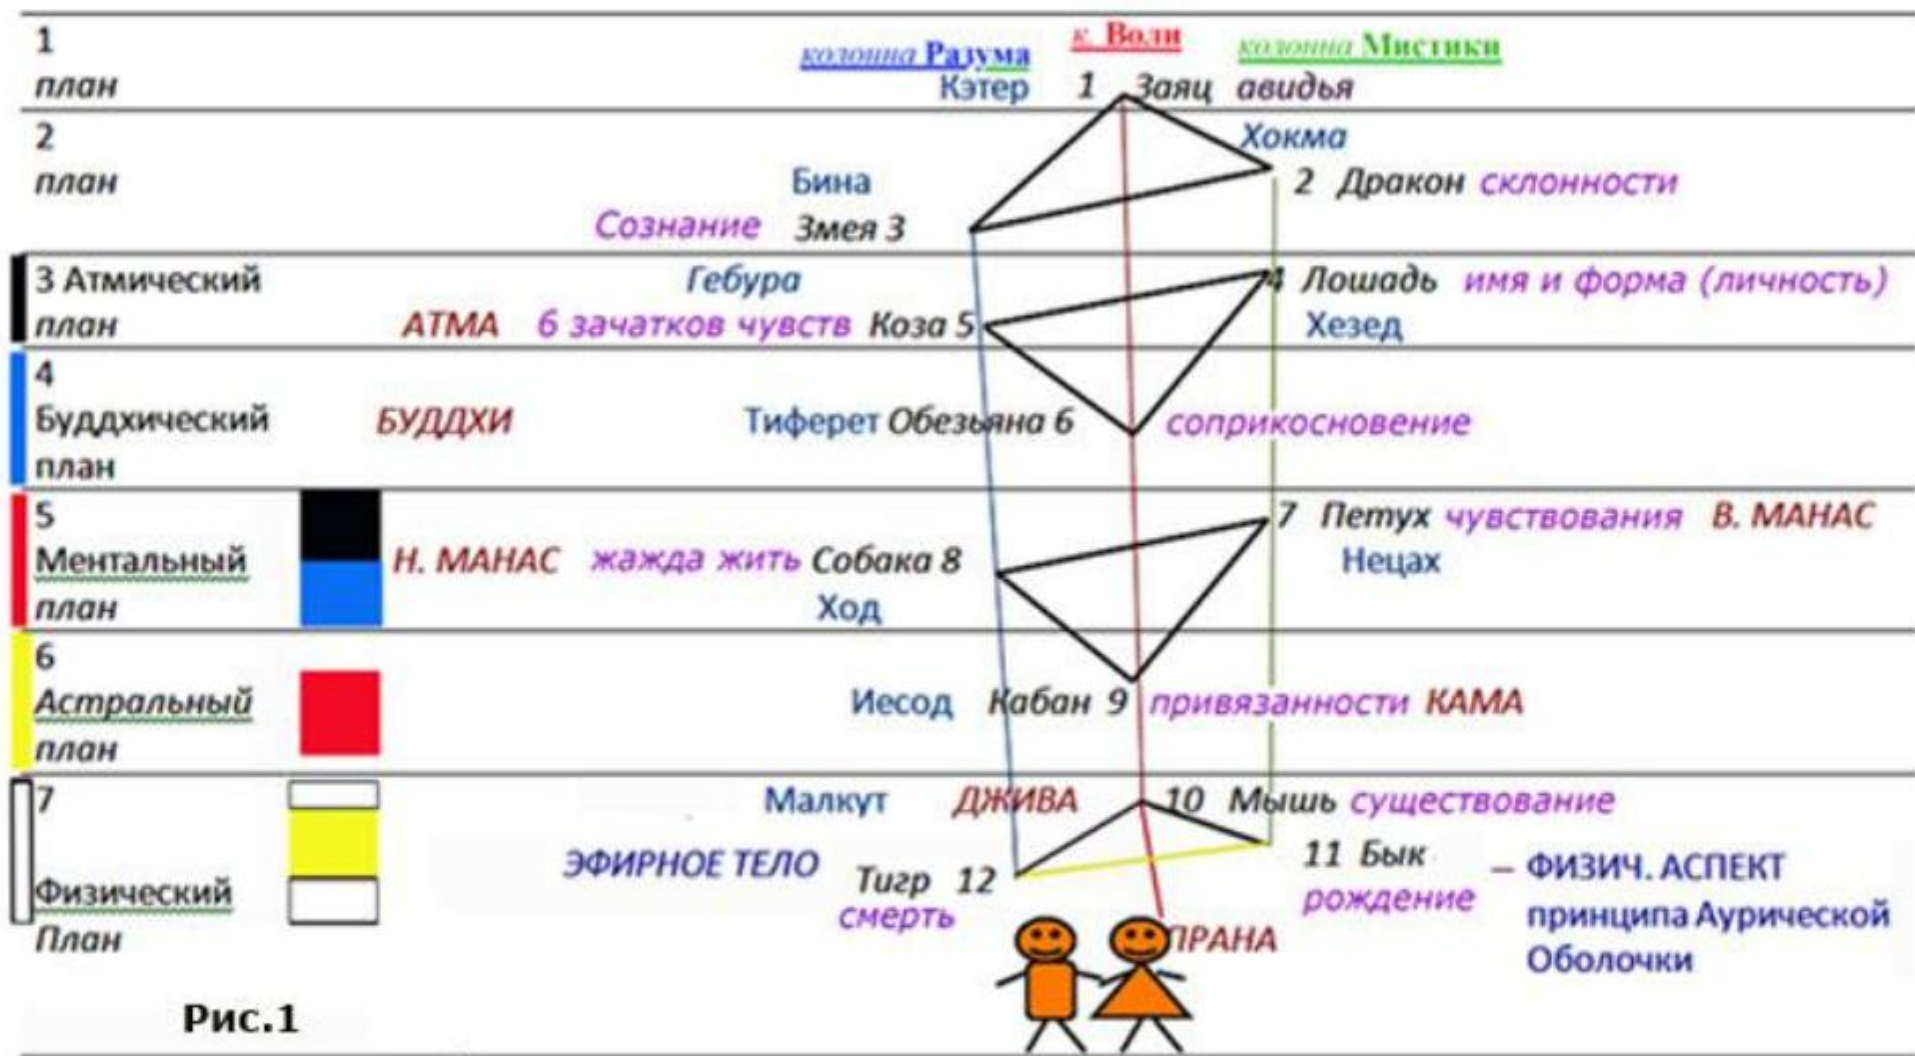 1 колонна Разума к. Воли колонна Мистики
план Кэтер 1 Заяц авидья
2 Хокма
план Бина 2 Дракон склонности
Сознание Змея 3
3 Атмический Гебура 4 Лошадь имя и форма (личность)
план АТМА 6 зачатков чувств Коза 5 Хезед
4
Буддхический БУДДХИ Тиферет Обезьяна 6 соприкосновение
план
5 7 Петух чувствования В. МАНАС
Ментальный Н. МАНАС жажда жить Собака 8 Нецах
план Ход
6
Астральный Иесод Кабан 9 привязанности КАМА
план
7 Малкут ДЖИВА 10 Мышь существование
ЭФИРНОЕ ТЕЛО Тигр 12 11 Бык – ФИЗИЧ. АСПЕКТ
Физический смерть рождение принципа Аурической
План ПРАНА Оболочки
Рис.1